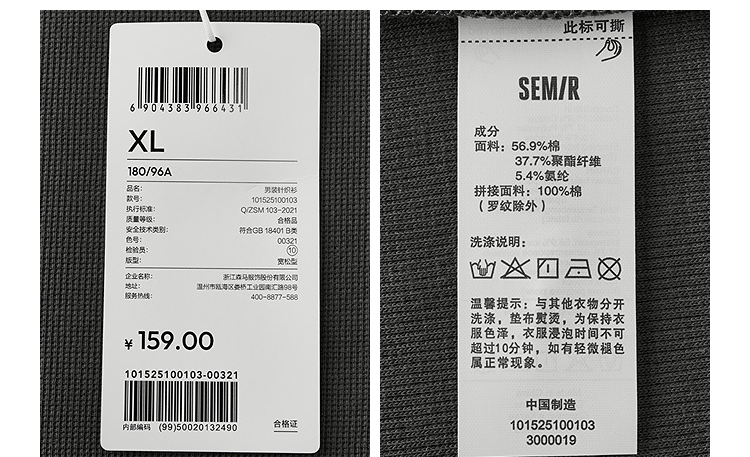 6904383966431
XL
180/96A
品名: 男装针织衫
款号: 101525100103
执行标准: Q/ZSM 103-2021
质量等级: 合格品
安全技术类别: 符合GB 18401 B类
色号: 00321
检验员: 10
版型: 宽松型
企业名称: 浙江森马服饰股份有限公司
地址: 温州市瓯海区娄桥工业园南汇路98号
服务热线: 400-8877-588
¥ 159.00
101525100103-00321
内部编码 (99)50020132490
合格证
此标可撕
SEMIR
成分
面料：56.9%棉
37.7%聚酯纤维
5.4%氨纶
拼接面料：100%棉
（罗纹除外）
洗涤说明：
温馨提示：与其他衣物分开
洗涤，垫布熨烫，为保持衣
服色泽，衣服浸泡时间不可
超过10分钟，如有轻微褪色
属正常现象。
中国制造
101525100103
3000019